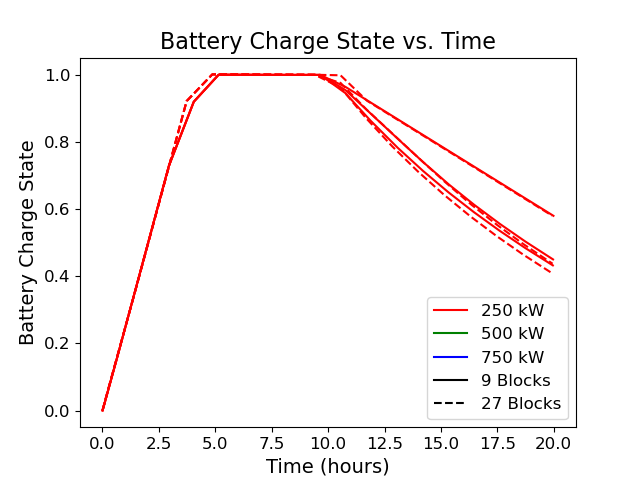 Battery Charge State vs. Time
Battery Charge State
1.0
0.8
0.6
0.4
0.2
0.0
250 kW
500 kW
750 kW
9 Blocks
27 Blocks
0.0 2.5 5.0 7.5 10.0 12.5 15.0 17.5 20.0
Time (hours)